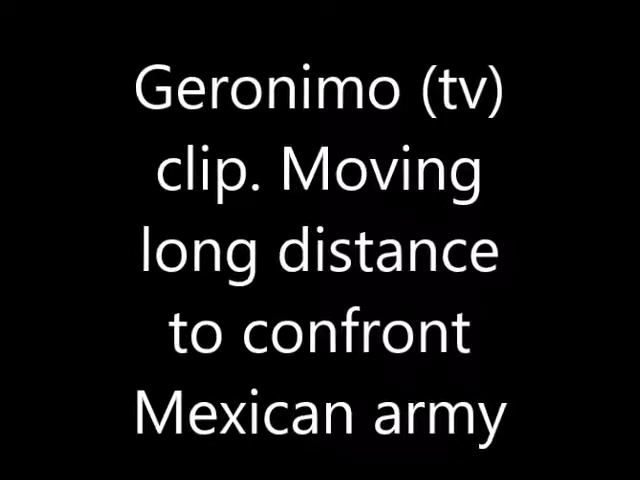 Geronimo (tv)
clip. Moving
long distance
to confront
Mexican army